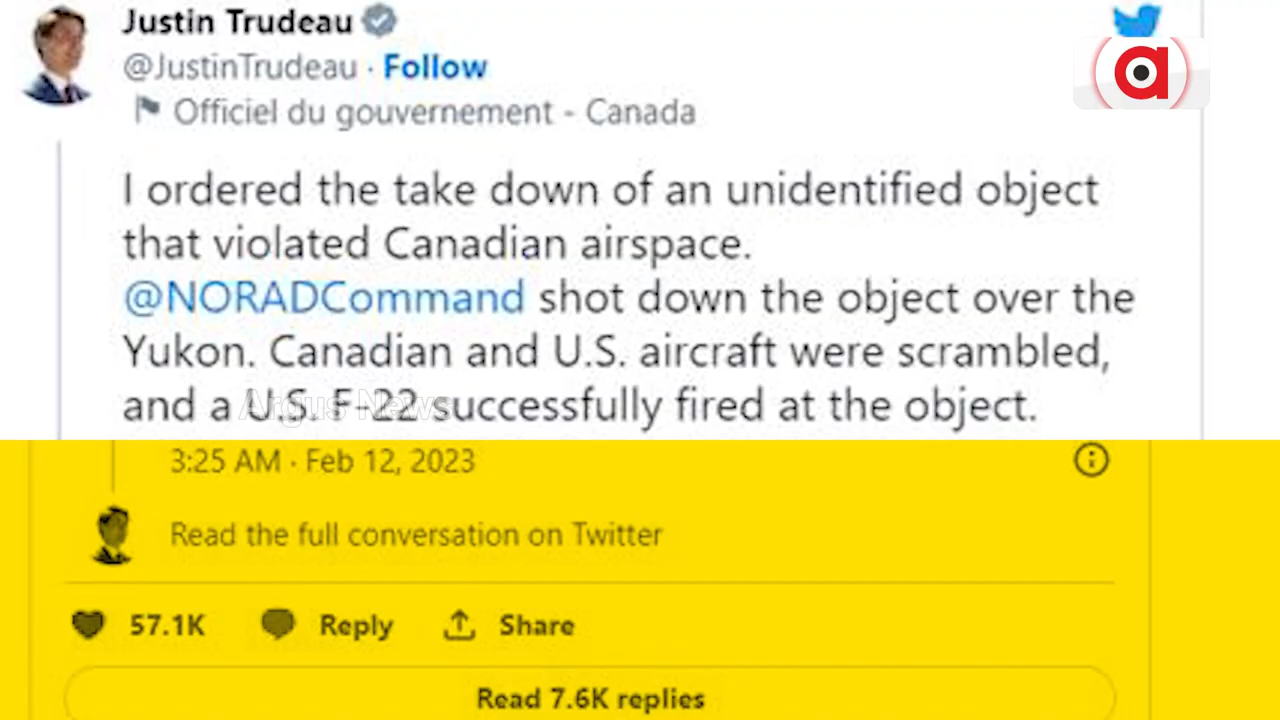 Justin Trudeau
@JustinTrudeau · Follow
Officiel du gouvernement - Canada
a
I ordered the take down of an unidentified object
that violated Canadian airspace.
@NORADCommand shot down the object over the
Yukon. Canadian and U.S. aircraft were scrambled,
and a U.S. F-22 successfully fired at the object.
Argus News
3:25 AM · Feb 12, 2023
Read the full conversation on Twitter
57.1K Reply Share
Read 7.6K replies